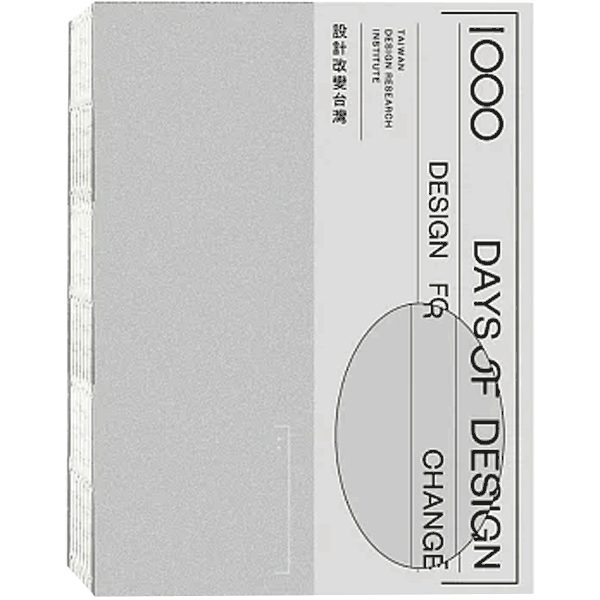 1000 DAYS OF DESIGN
DESIGN FOR CHANGE
TAIWAN
DESIGN RESEARCH
INSTITUTE
設計改變台灣